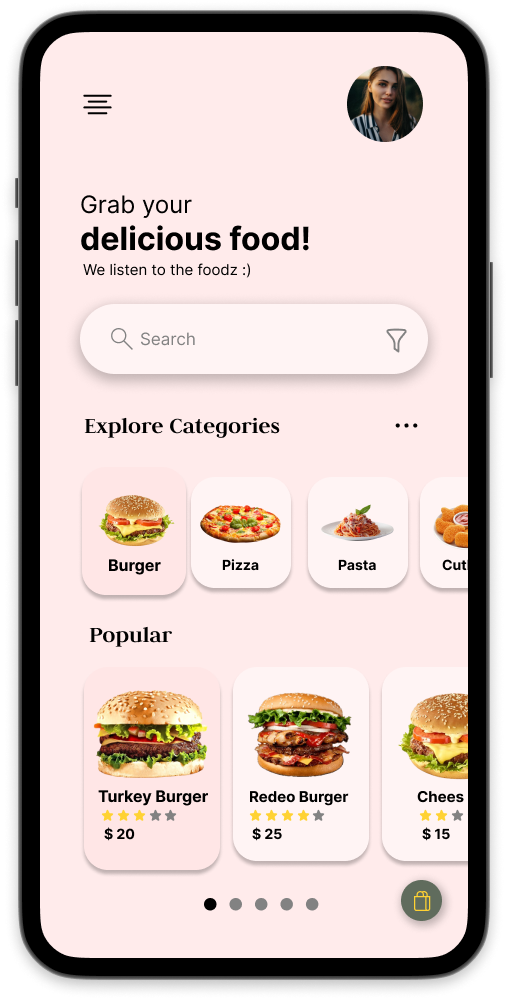 Grab your
delicious food!
We listen to the foodz :)
Search
Explore Categories
Burger
Pizza
Pasta
Popular
Turkey Burger
Redeo Burger
Chees
$ 20
$ 25
$ 15